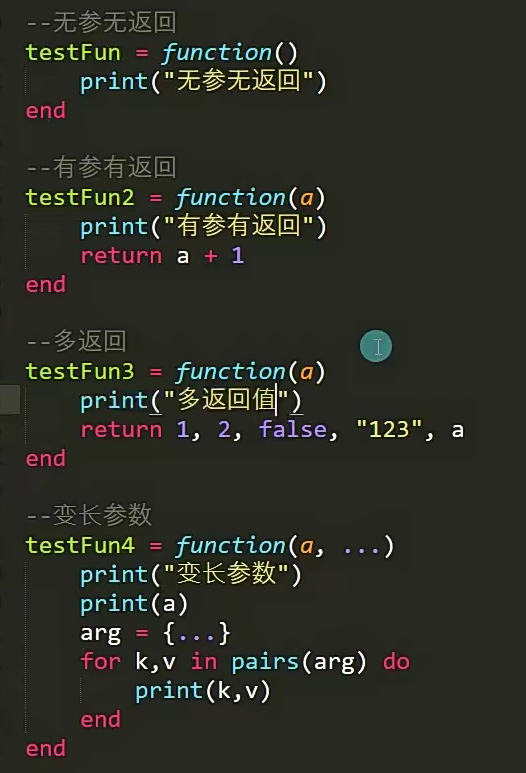 --无参无返回
testFun = function()
print("无参无返回")
end
--有参有返回
testFun2 = function(a)
print("有参有返回")
return a + 1
end
--多返回
testFun3 = function(a)
print("多返回值")
return 1, 2, false, "123", a
end
--变长参数
testFun4 = function(a, ...)
print("变长参数")
print(a)
arg = {...}
for k,v in pairs(arg) do
print(k,v)
end
end